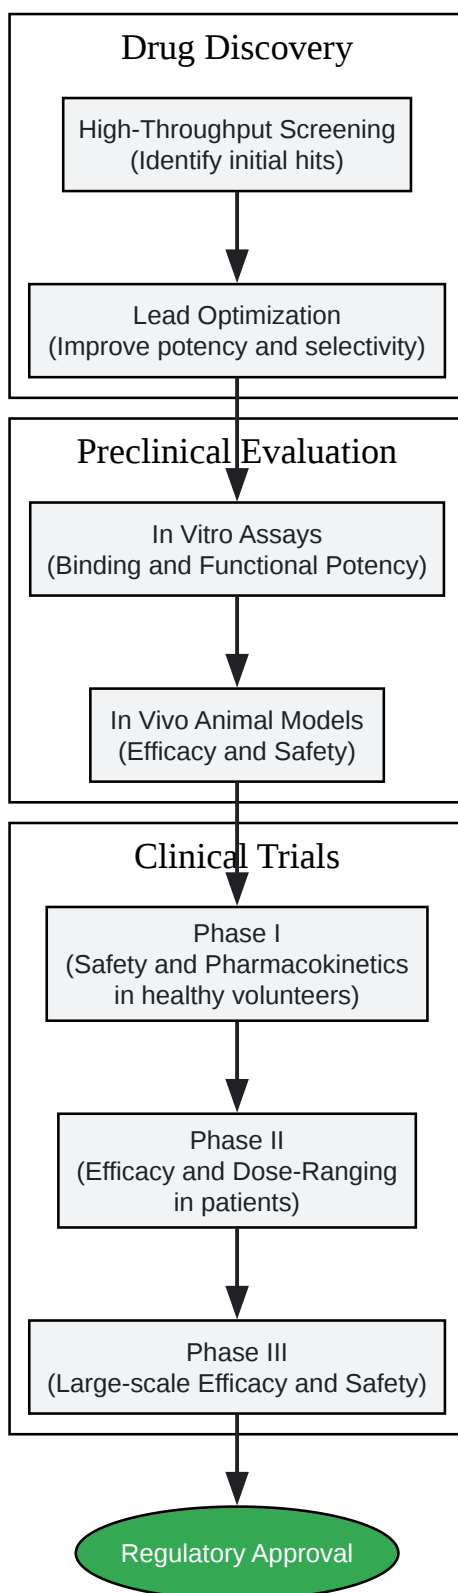 Drug Discovery
High-Throughput Screening
(Identify initial hits)
Lead Optimization
(Improve potency and selectivity)
Preclinical Evaluation
In Vitro Assays
(Binding and Functional Potency)
In Vivo Animal Models
(Efficacy and Safety)
Clinical Trials
Phase I
(Safety and Pharmacokinetics
in healthy volunteers)
Phase II
(Efficacy and Dose-Ranging
in patients)
Phase III
(Large-scale Efficacy and Safety)
Regulatory Approval